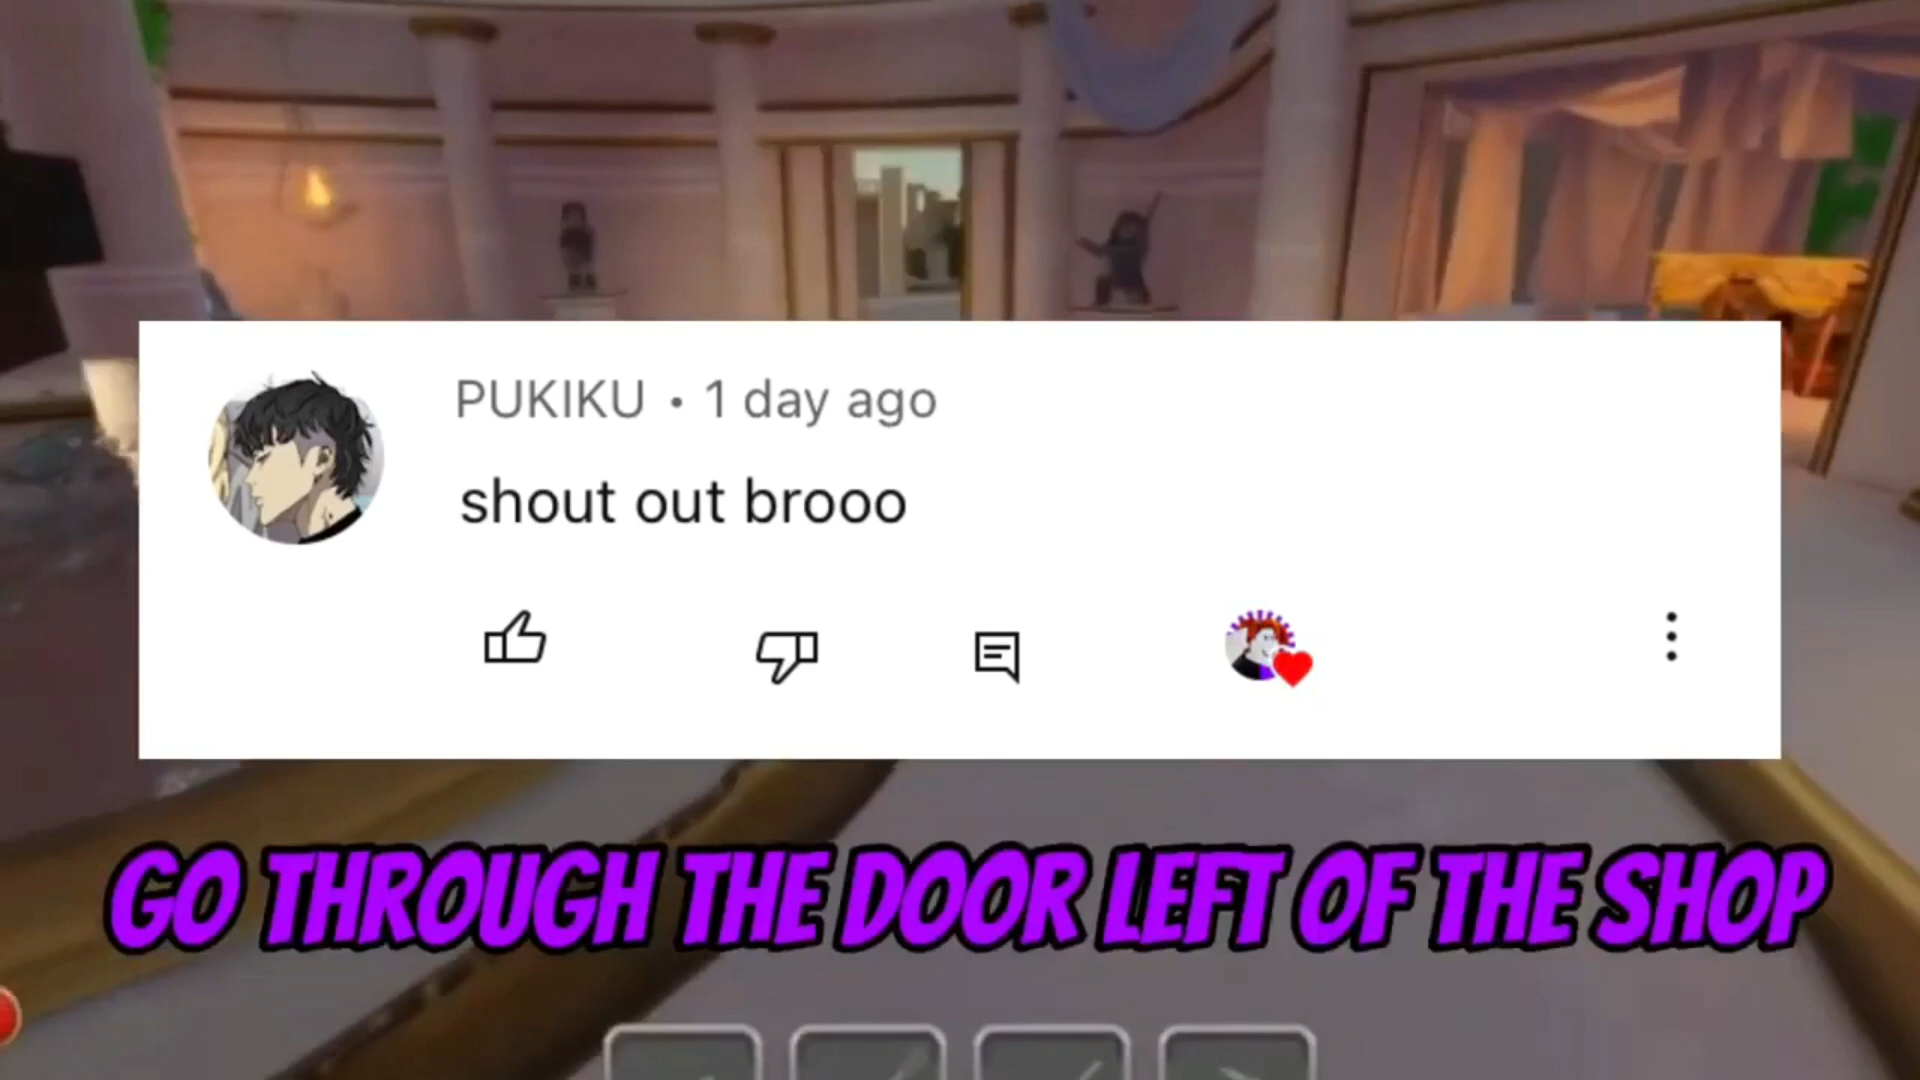 PUKIKU • 1 day ago
shout out brooo
GO THROUGH THE DOOR LEFT OF THE SHOP